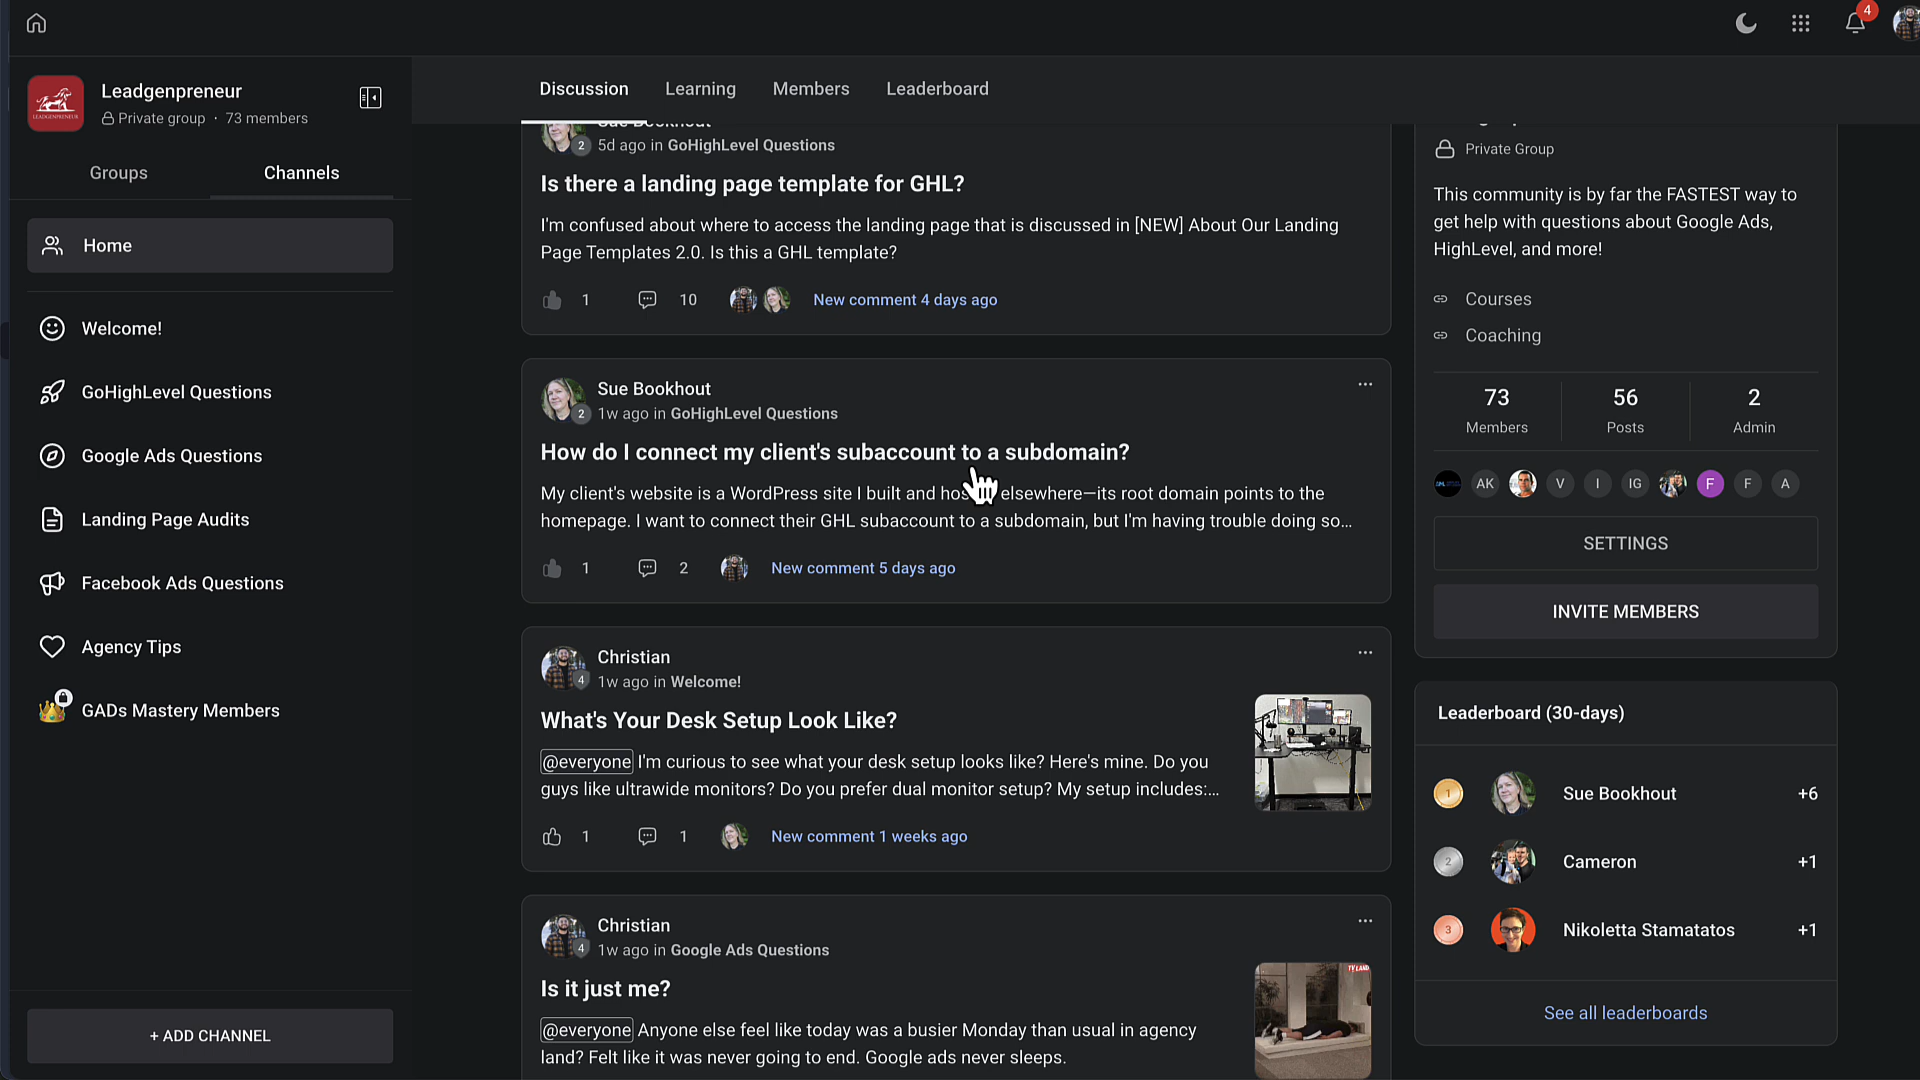 4
LEADGENPRENEUR
Leadgenpreneur
Private group · 73 members
Groups
Channels
Home
Welcome!
GoHighLevel Questions
Google Ads Questions
Landing Page Audits
Facebook Ads Questions
Agency Tips
GADs Mastery Members
+ ADD CHANNEL
Discussion
Learning
Members
Leaderboard
Sue Bookhout
2
5d ago in GoHighLevel Questions
Is there a landing page template for GHL?
I'm confused about where to access the landing page that is discussed in [NEW] About Our Landing
Page Templates 2.0. Is this a GHL template?
1
10
New comment 4 days ago
Sue Bookhout
2
1w ago in GoHighLevel Questions
How do I connect my client's subaccount to a subdomain?
My client's website is a WordPress site I built and hos elsewhere—its root domain points to the
homepage. I want to connect their GHL subaccount to a subdomain, but I'm having trouble doing so...
1
2
New comment 5 days ago
Christian
4
1w ago in Welcome!
What's Your Desk Setup Look Like?
@everyone I'm curious to see what your desk setup looks like? Here's mine. Do you
guys like ultrawide monitors? Do you prefer dual monitor setup? My setup includes:...
1
1
New comment 1 weeks ago
Christian
4
1w ago in Google Ads Questions
Is it just me?
@everyone Anyone else feel like today was a busier Monday than usual in agency
land? Felt like it was never going to end. Google ads never sleeps.
TV LAND
Private Group
This community is by far the FASTEST way to
get help with questions about Google Ads,
HighLevel, and more!
Courses
Coaching
73
Members
56
Posts
2
Admin
AK
V
I
IG
F
F
A
SETTINGS
INVITE MEMBERS
Leaderboard (30-days)
1
Sue Bookhout
+6
2
Cameron
+1
3
Nikoletta Stamatatos
+1
See all leaderboards